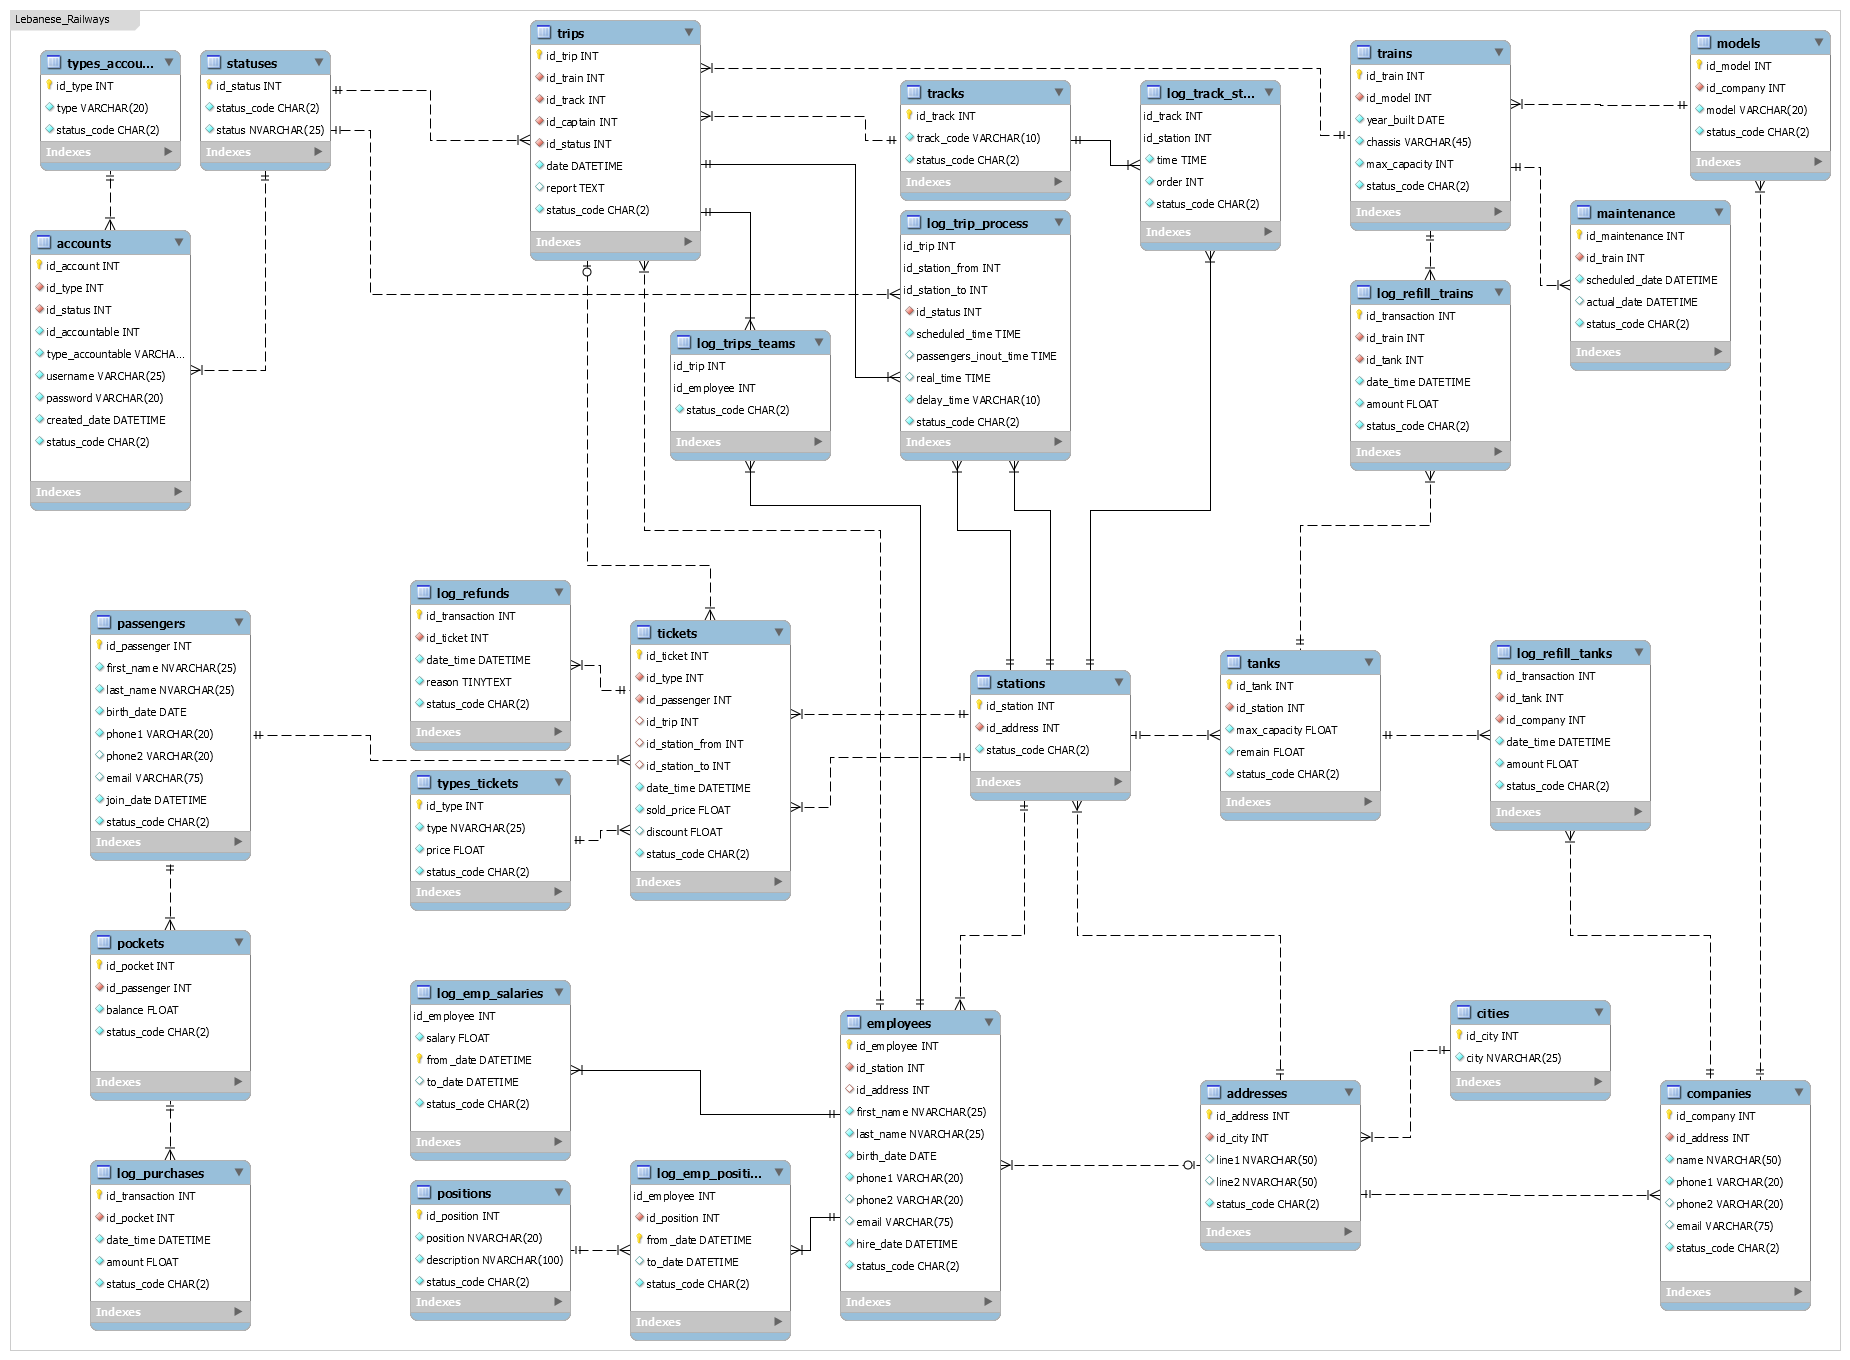 Lebanese_Railways
types_accou...
id_type INT
type VARCHAR(20)
status_code CHAR(2)
Indexes
statuses
id_status INT
status_code CHAR(2)
status NVARCHAR(25)
Indexes
trips
id_trip INT
id_train INT
id_track INT
id_captain INT
id_status INT
date DATETIME
report TEXT
status_code CHAR(2)
Indexes
tracks
id_track INT
track_code VARCHAR(10)
status_code CHAR(2)
Indexes
log_track_st...
id_track INT
id_station INT
time TIME
order INT
status_code CHAR(2)
Indexes
trains
id_train INT
id_model INT
year_built DATE
chassis VARCHAR(45)
max_capacity INT
status_code CHAR(2)
Indexes
models
id_model INT
id_company INT
model VARCHAR(20)
status_code CHAR(2)
Indexes
accounts
id_account INT
id_type INT
id_status INT
id_accountable INT
type_accountable VARCHA...
username VARCHAR(25)
password VARCHAR(20)
created_date DATETIME
status_code CHAR(2)
Indexes
log_trips_teams
id_trip INT
id_employee INT
status_code CHAR(2)
Indexes
log_trip_process
id_trip INT
id_station_from INT
id_station_to INT
id_status INT
scheduled_time TIME
passengers_inout_time TIME
real_time TIME
delay_time VARCHAR(10)
status_code CHAR(2)
Indexes
log_refill_trains
id_transaction INT
id_train INT
id_tank INT
date_time DATETIME
amount FLOAT
status_code CHAR(2)
Indexes
maintenance
id_maintenance INT
id_train INT
scheduled_date DATETIME
actual_date DATETIME
status_code CHAR(2)
Indexes
passengers
id_passenger INT
first_name NVARCHAR(25)
last_name NVARCHAR(25)
birth_date DATE
phone1 VARCHAR(20)
phone2 VARCHAR(20)
email VARCHAR(75)
join_date DATETIME
status_code CHAR(2)
Indexes
log_refunds
id_transaction INT
id_ticket INT
date_time DATETIME
reason TINYTEXT
status_code CHAR(2)
Indexes
types_tickets
id_type INT
type NVARCHAR(25)
price FLOAT
status_code CHAR(2)
Indexes
tickets
id_ticket INT
id_type INT
id_passenger INT
id_trip INT
id_station_from INT
id_station_to INT
date_time DATETIME
sold_price FLOAT
discount FLOAT
status_code CHAR(2)
Indexes
stations
id_station INT
id_address INT
status_code CHAR(2)
Indexes
tanks
id_tank INT
id_station INT
max_capacity FLOAT
remain FLOAT
status_code CHAR(2)
Indexes
log_refill_tanks
id_transaction INT
id_tank INT
id_company INT
date_time DATETIME
amount FLOAT
status_code CHAR(2)
Indexes
pockets
id_pocket INT
id_passenger INT
balance FLOAT
status_code CHAR(2)
Indexes
log_purchases
id_transaction INT
id_pocket INT
date_time DATETIME
amount FLOAT
status_code CHAR(2)
Indexes
log_emp_salaries
id_employee INT
salary FLOAT
from _date DATETIME
to_date DATETIME
status_code CHAR(2)
Indexes
positions
id_position INT
position NVARCHAR(20)
description NVARCHAR(100)
status_code CHAR(2)
Indexes
log_emp_positi...
id_employee INT
id_position INT
from_date DATETIME
to_date DATETIME
status_code CHAR(2)
Indexes
employees
id_employee INT
id_station INT
id_address INT
first_name NVARCHAR(25)
last_name NVARCHAR(25)
birth_date DATE
phone1 VARCHAR(20)
phone2 VARCHAR(20)
email VARCHAR(75)
hire_date DATETIME
status_code CHAR(2)
Indexes
addresses
id_address INT
id_city INT
line1 NVARCHAR(50)
line2 NVARCHAR(50)
status_code CHAR(2)
Indexes
cities
id_city INT
city NVARCHAR(25)
Indexes
companies
id_company INT
id_address INT
name NVARCHAR(50)
phone1 VARCHAR(20)
phone2 VARCHAR(20)
email VARCHAR(75)
status_code CHAR(2)
Indexes